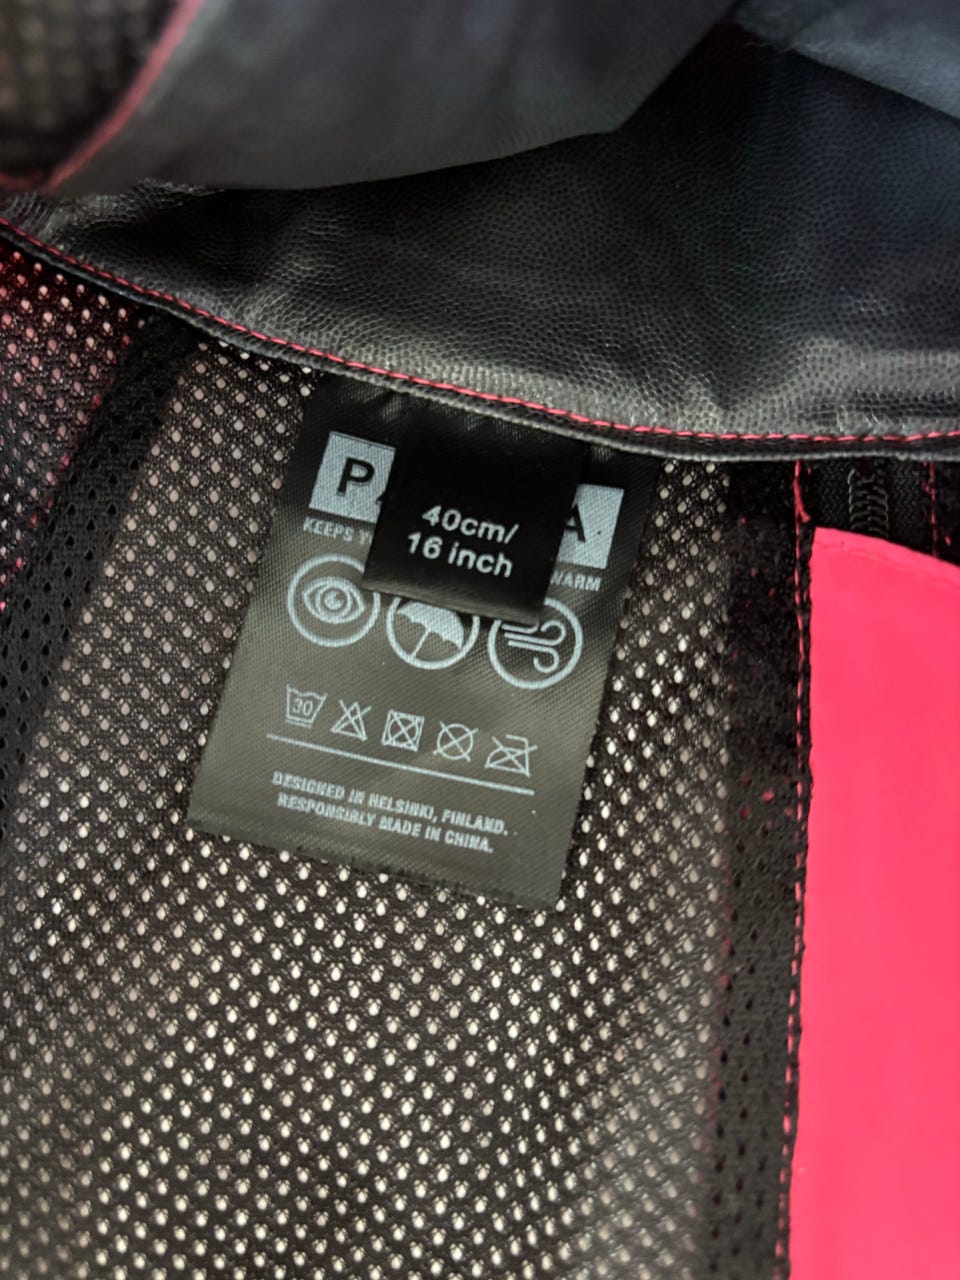 40cm/
16 inch
KEEPS
WARM
30
DESIGNED IN HELSINKI, FINLAND.
RESPONSIBLY MADE IN CHINA.